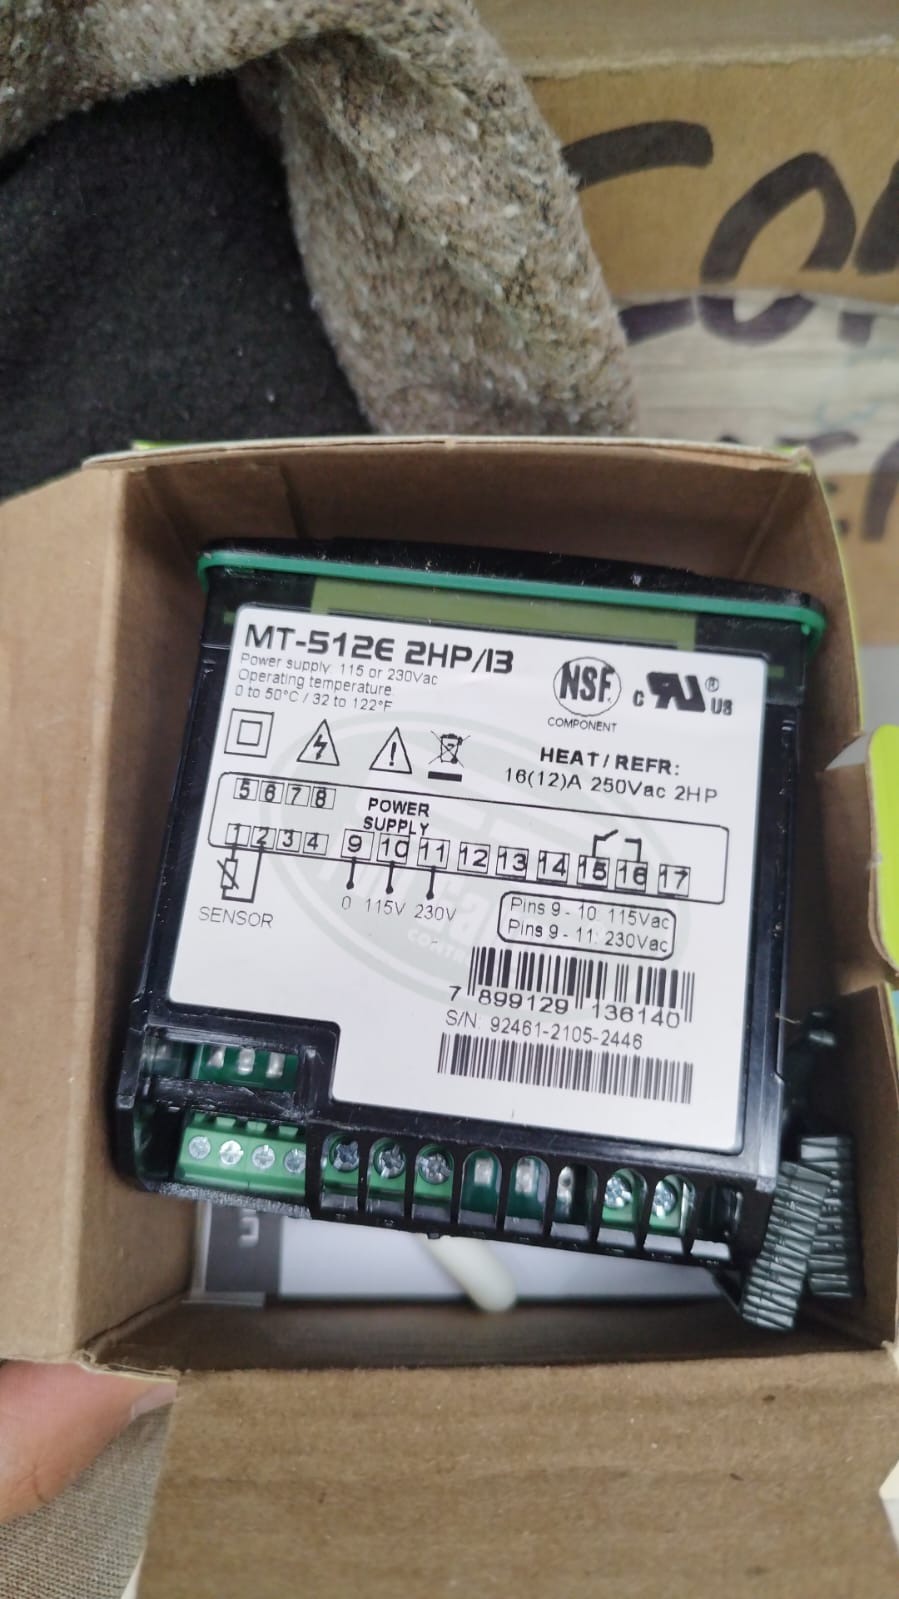 MT-512E 2HP/13
Power supply: 115 or 230Vac
Operating temperature:
0 to 50°C / 32 to 122°F
NSF.
COMPONENT
c RU ® US
HEAT / REFR:
16(12)A 250Vac 2HP
5 6 7 8
POWER
SUPPLY
1 2 3 4 9 10 11 12 13 14 15 16 17
SENSOR
0 115V 230V
Pins 9 - 10: 115Vac
Pins 9 - 11: 230Vac
7 899129 136140
S/N: 92461-2105-2446